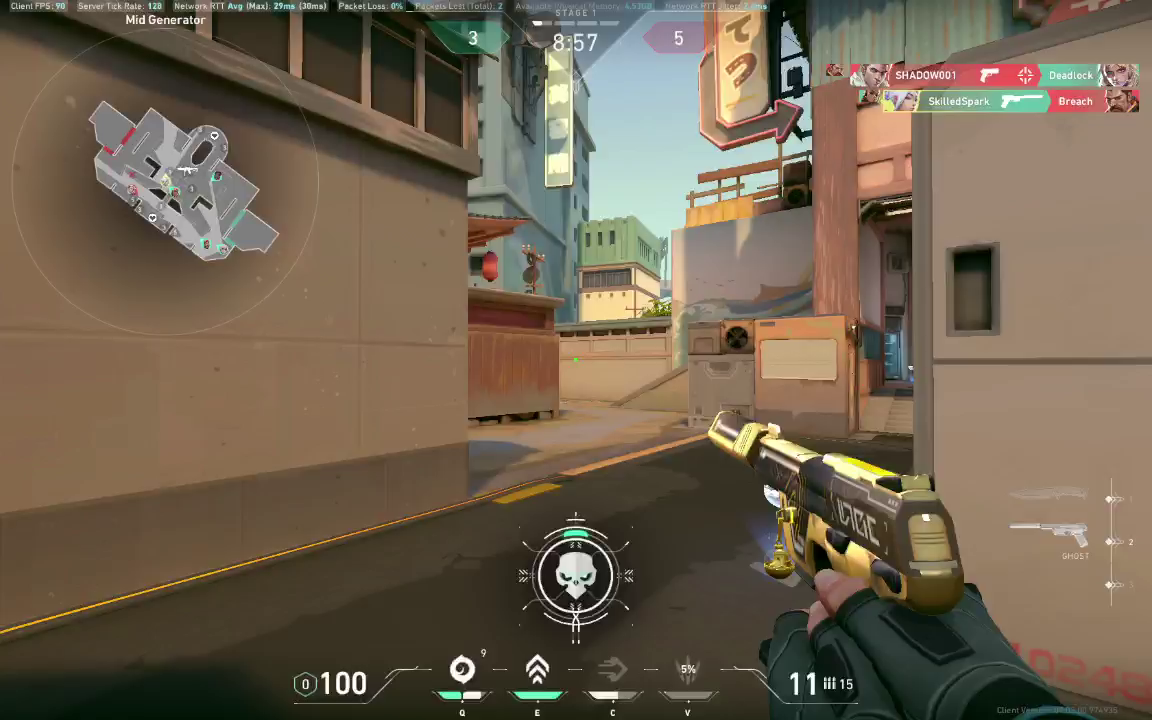 Client FPS: 90 Server Tick Rate: 128 Network RTT Avg (Max): 29ms (30ms) Packet Loss: 0% Packets Lost (Total): 2
Mid Generator
STAGE 1
3 8:57 5
SHADOW001 Deadlock
SkilledSpark Breach
2
GHOST
0 100
9
5%
11 15
Q E C V